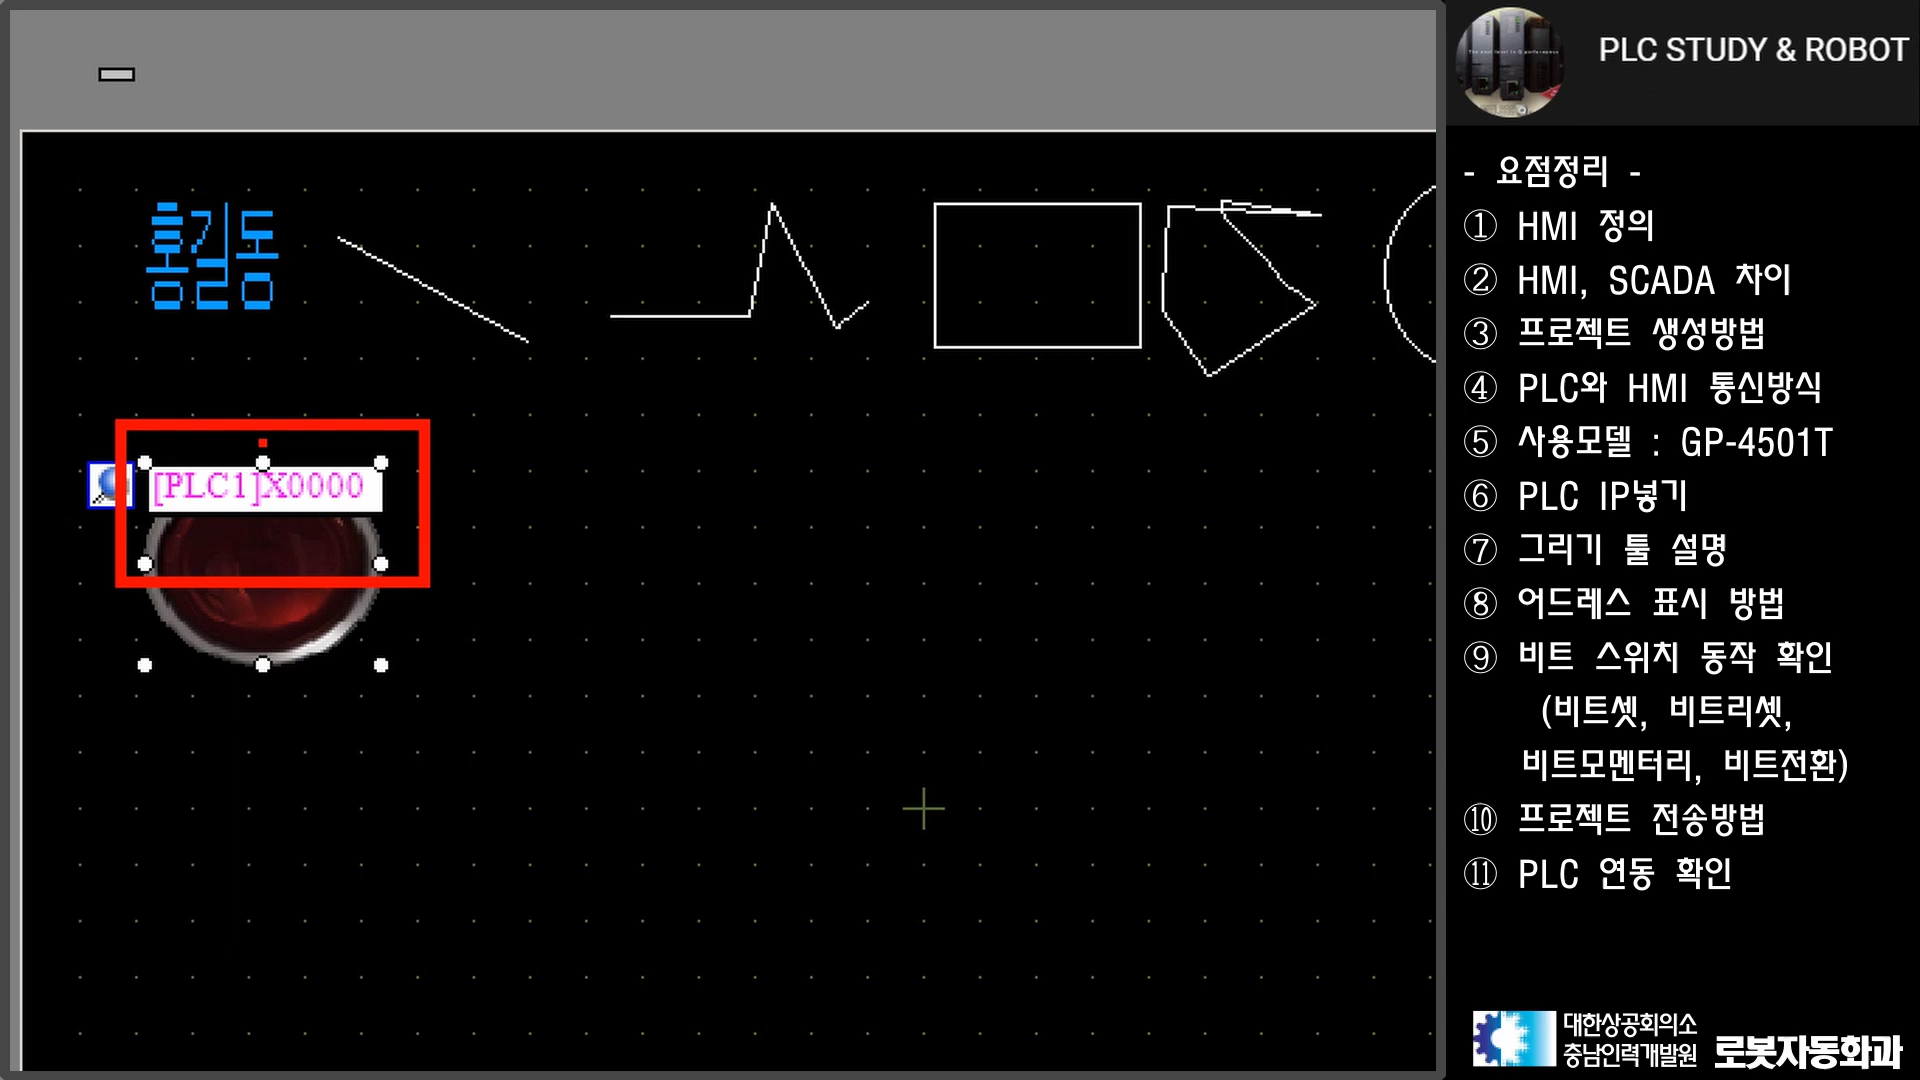 PLC STUDY & ROBOT
- 요점정리 -
① HMI 정의
② HMI, SCADA 차이
③ 프로젝트 생성방법
④ PLC와 HMI 통신방식
⑤ 사용모델 : GP-4501T
⑥ PLC IP넣기
⑦ 그리기 툴 설명
⑧ 어드레스 표시 방법
⑨ 비트 스위치 동작 확인
(비트셋, 비트리셋,
비트모멘터리, 비트전환)
⑩ 프로젝트 전송방법
⑪ PLC 연동 확인
홍길동
[PLC1]X0000
대한상공회의소
충남인력개발원
로봇자동화과